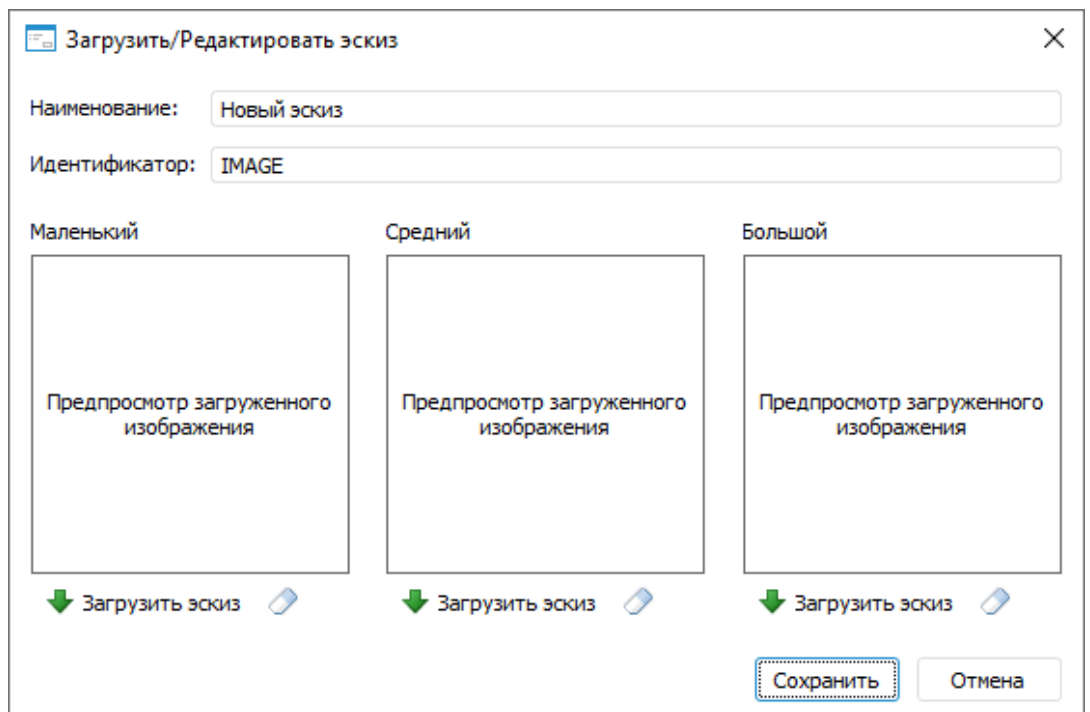 Загрузить/Редактировать эскиз
Наименование: Новый эскиз
Идентификатор: IMAGE
Маленький Средний Большой
Предпросмотр загруженного Предпросмотр загруженного Предпросмотр загруженного
изображения изображения изображения
Загрузить эскиз Загрузить эскиз Загрузить эскиз
Сохранить Отмена